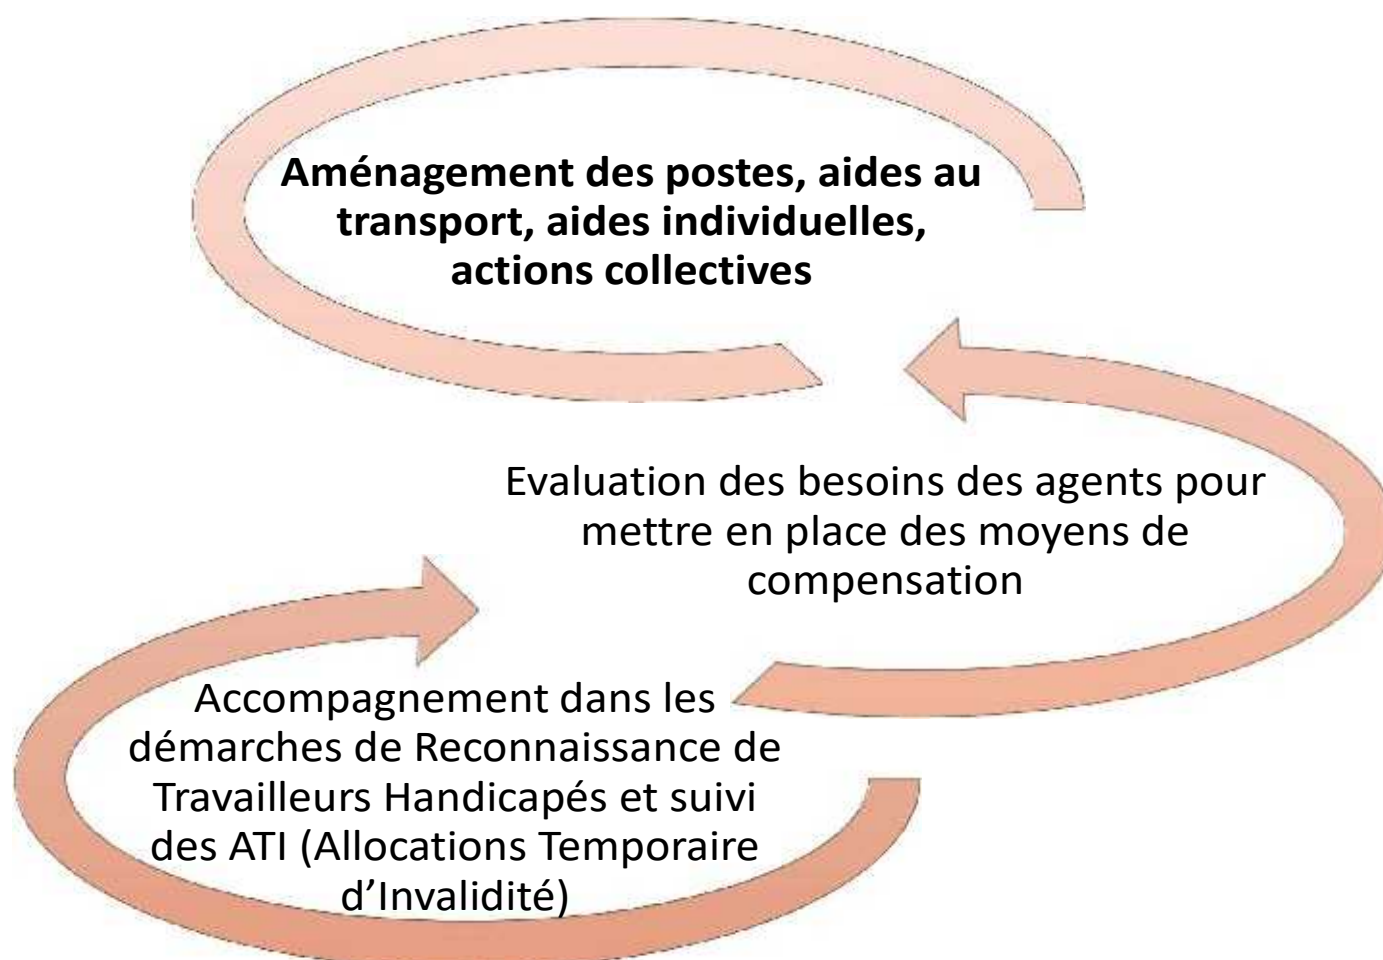 Aménagement des postes, aides au
transport, aides individuelles,
actions collectives
Evaluation des besoins des agents pour
mettre en place des moyens de
compensation
Accompagnement dans les
démarches de Reconnaissance de
Travailleurs Handicapés et suivi
des ATI (Allocations Temporaire
d’Invalidité)